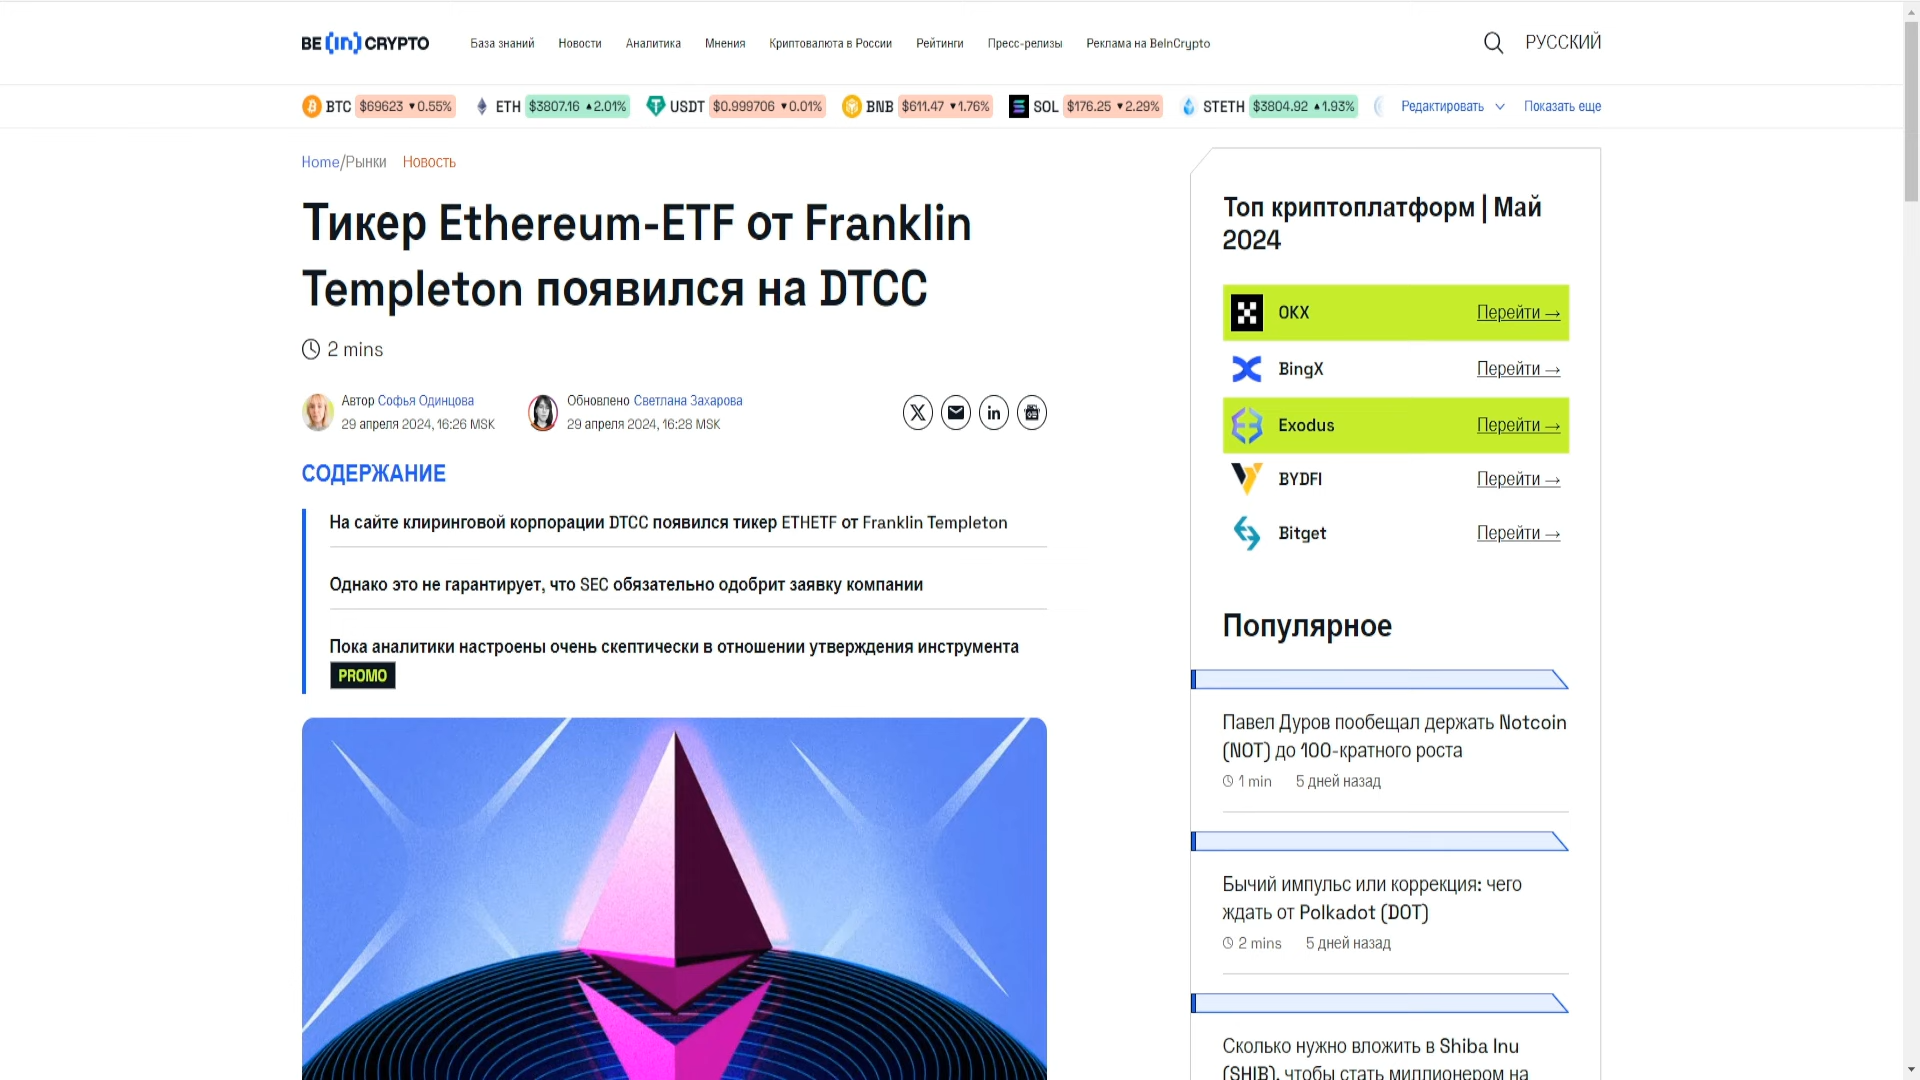 BE[in]CRYPTO
База знаний Новости Аналитика Мнения Криптовалюта в России Рейтинги Пресс-релизы Реклама на BeInCrypto
РУССКИЙ
BTC $69623 ▾0.55% ETH $3807.16 ▴2.01% USDT $0.999706 ▾0.01% BNB $611.47 ▾1.76% SOL $176.25 ▾2.29% STETH $3804.92 ▴1.93% Редактировать Показать еще
Home/Рынки Новость
Тикер Ethereum-ETF от Franklin
Templeton появился на DTCC
2 mins
Автор Софья Одинцова
29 апреля 2024, 16:26 MSK
Обновлено Светлана Захарова
29 апреля 2024, 16:28 MSK
СОДЕРЖАНИЕ
На сайте клиринговой корпорации DTCC появился тикер ETHETF от Franklin Templeton
Однако это не гарантирует, что SEC обязательно одобрит заявку компании
Пока аналитики настроены очень скептически в отношении утверждения инструмента
PROMO
Топ криптоплатформ | Май
2024
OKX Перейти →
BingX Перейти →
Exodus Перейти →
BYDFI Перейти →
Bitget Перейти →
Популярное
Павел Дуров пообещал держать Notcoin
(NOT) до 100-кратного роста
1 min 5 дней назад
Бычий импульс или коррекция: чего
ждать от Polkadot (DOT)
2 mins 5 дней назад
Сколько нужно вложить в Shiba Inu
(SHIB), чтобы стать миллионером на